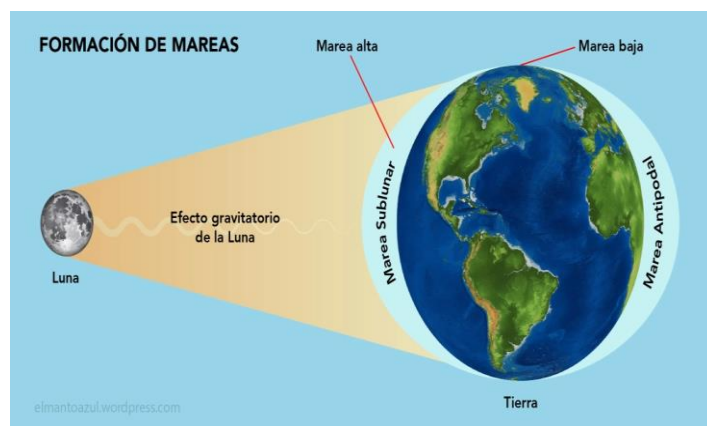 FORMACIÓN DE MAREAS
Marea alta
Marea baja
Marea Sublunar
Marea Antipodal
Efecto gravitatorio
de la Luna
Luna
Tierra
elmantoazul.wordpress.com